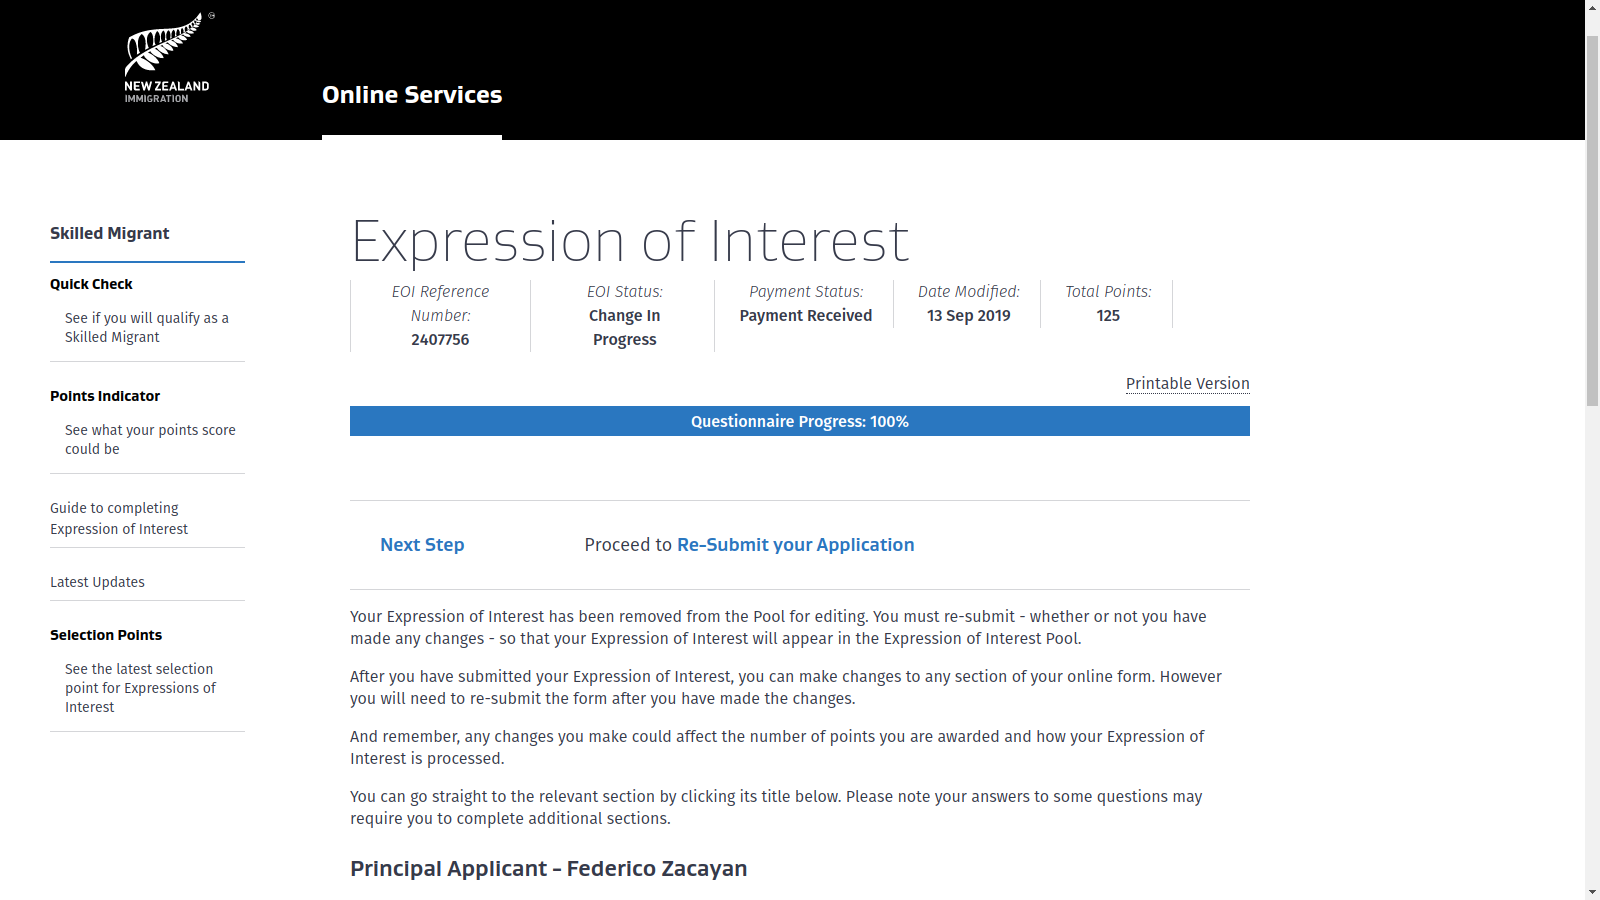 NEW ZEALAND
IMMIGRATION
Online Services
Skilled Migrant
Quick Check
See if you will qualify as a
Skilled Migrant
Points Indicator
See what your points score
could be
Guide to completing
Expression of Interest
Latest Updates
Selection Points
See the latest selection
point for Expressions of
Interest
Expression of Interest
EOI Reference
Number:
2407756
EOI Status:
Change In
Progress
Payment Status:
Payment Received
Date Modified:
13 Sep 2019
Total Points:
125
Printable Version
Questionnaire Progress: 100%
Next Step
Proceed to Re-Submit your Application
Your Expression of Interest has been removed from the Pool for editing. You must re-submit - whether or not you have
made any changes - so that your Expression of Interest will appear in the Expression of Interest Pool.
After you have submitted your Expression of Interest, you can make changes to any section of your online form. However
you will need to re-submit the form after you have made the changes.
And remember, any changes you make could affect the number of points you are awarded and how your Expression of
Interest is processed.
You can go straight to the relevant section by clicking its title below. Please note your answers to some questions may
require you to complete additional sections.
Principal Applicant - Federico Zacayan